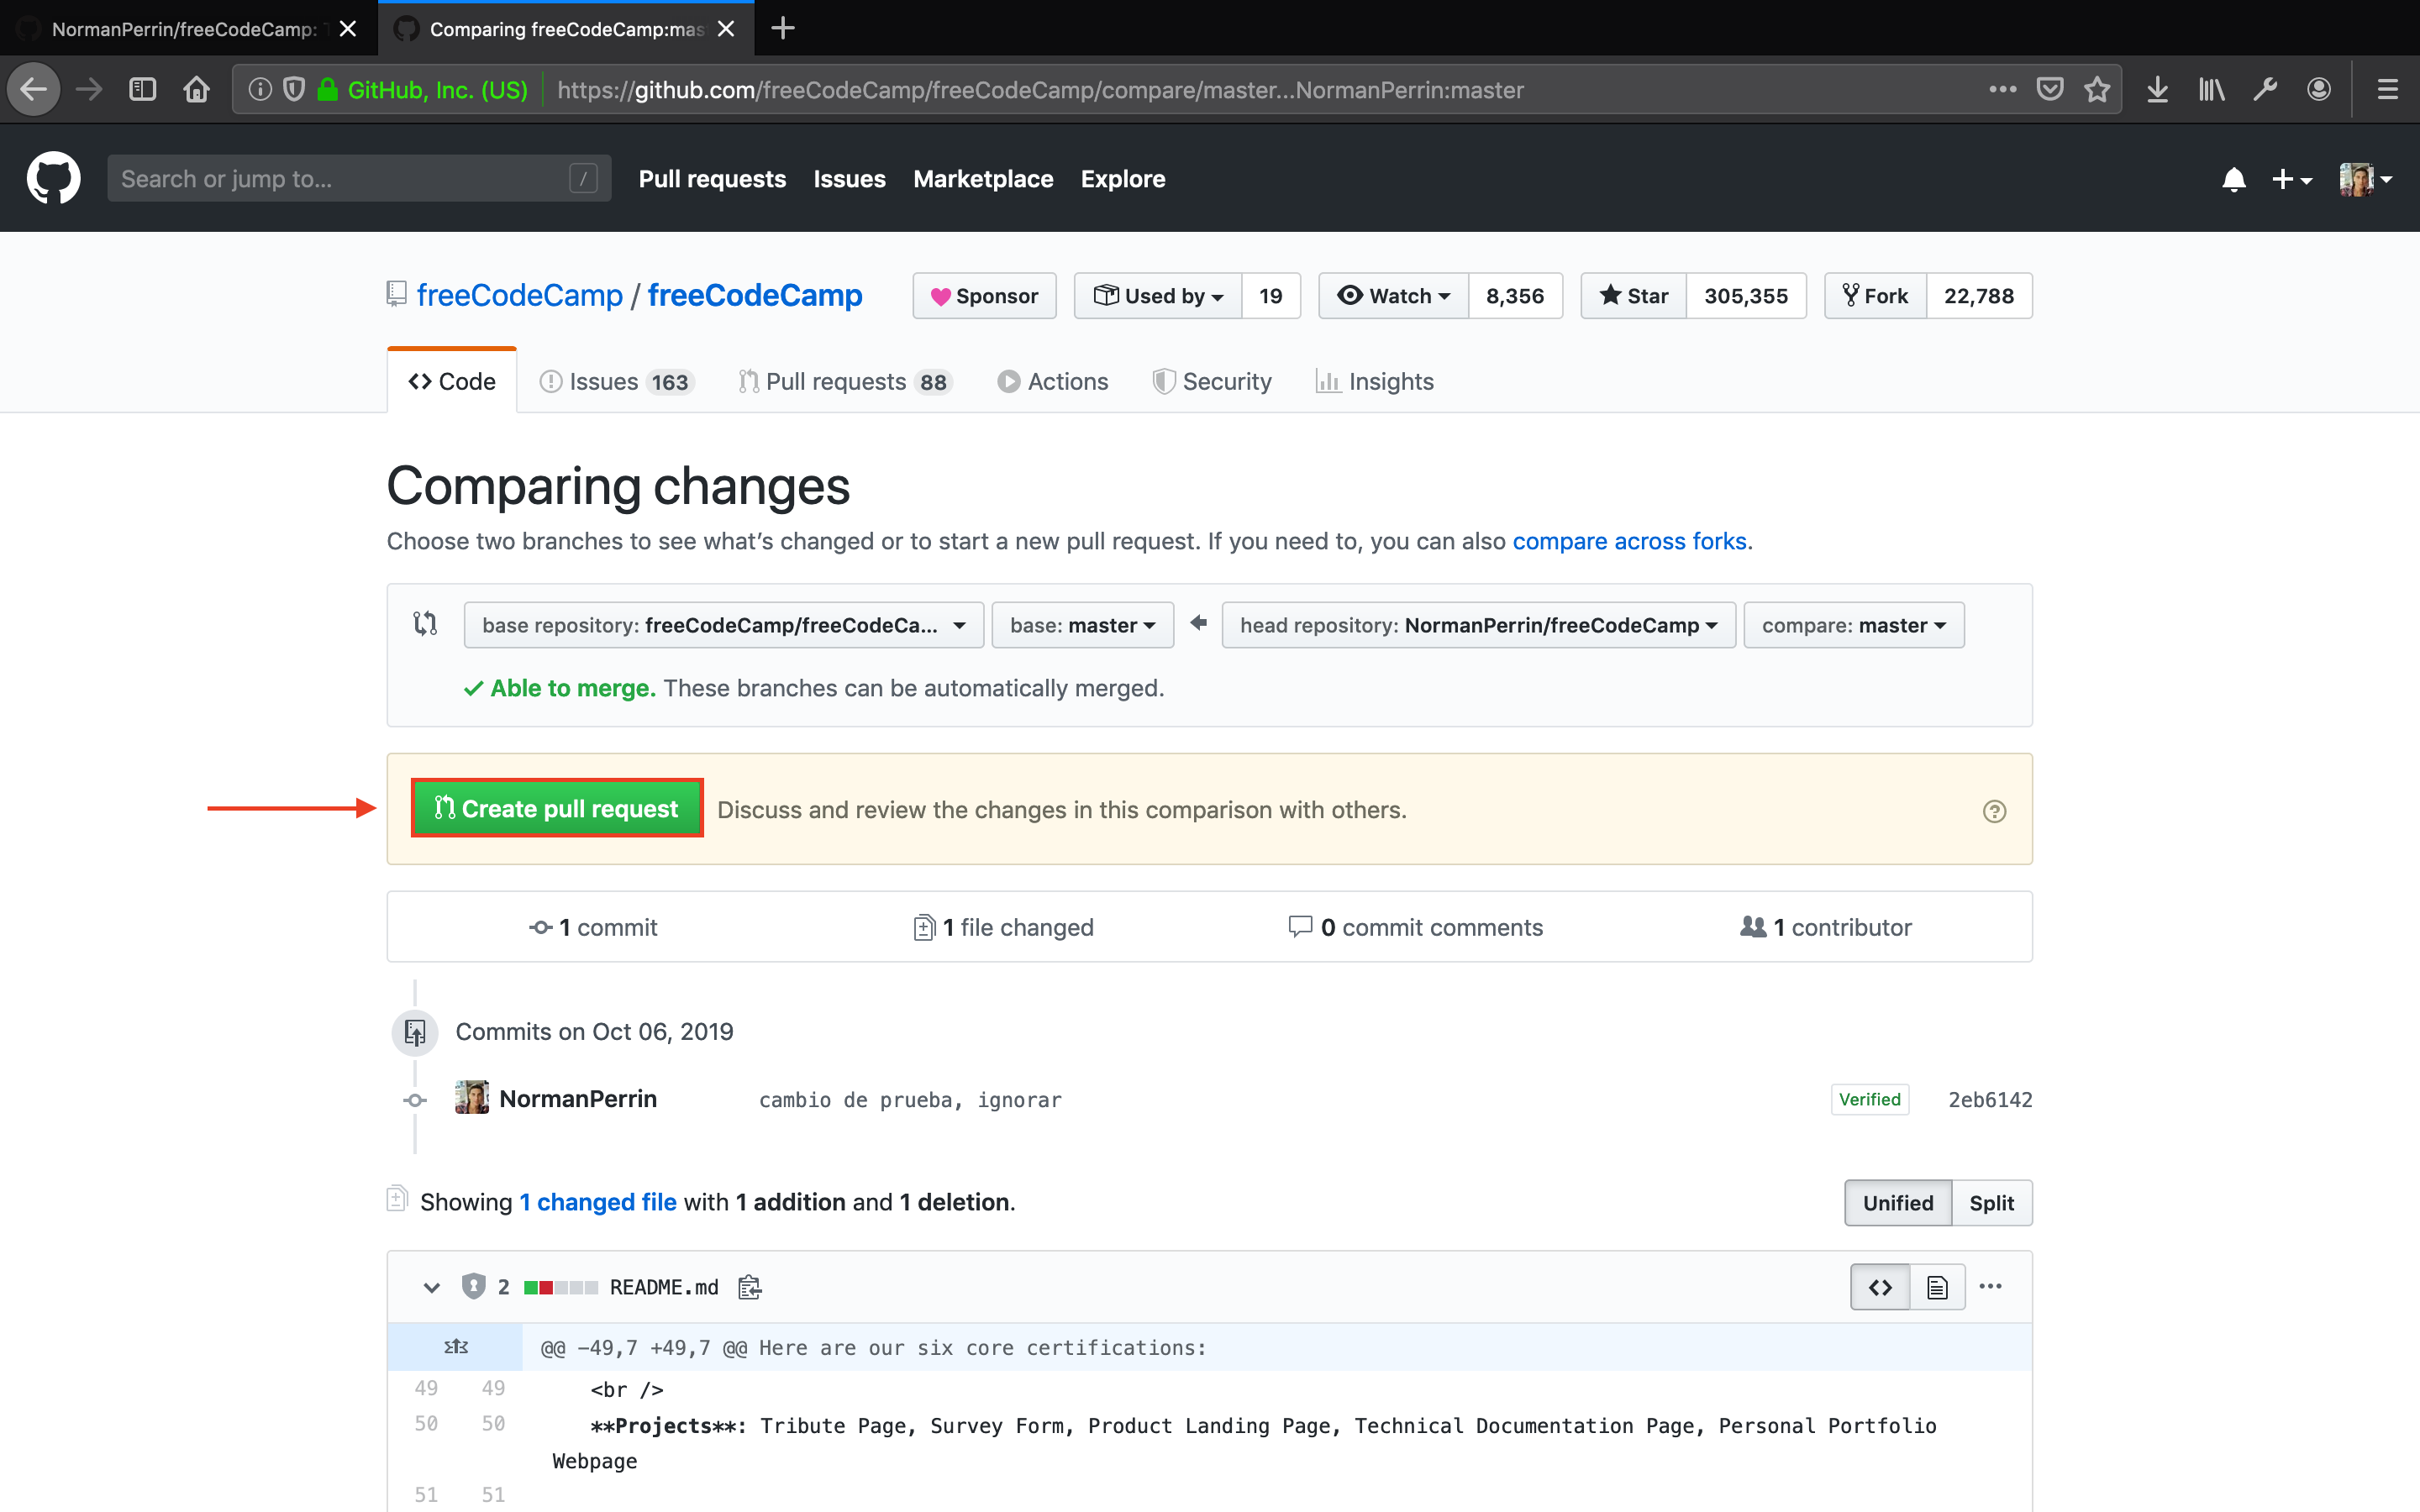 NormanPerrin/freeCodeCamp:
Comparing freeCodeCamp:mas
GitHub, Inc. (US) https://github.com/freeCodeCamp/freeCodeCamp/compare/master...NormanPerrin:master
Search or jump to... / Pull requests Issues Marketplace Explore
freeCodeCamp / freeCodeCamp Sponsor Used by 19 Watch 8,356 Star 305,355 Fork 22,788
Code Issues 163 Pull requests 88 Actions Security Insights
Comparing changes
Choose two branches to see what’s changed or to start a new pull request. If you need to, you can also compare across forks.
base repository: freeCodeCamp/freeCodeCa... base: master head repository: NormanPerrin/freeCodeCamp compare: master
Able to merge. These branches can be automatically merged.
Create pull request Discuss and review the changes in this comparison with others.
1 commit 1 file changed 0 commit comments 1 contributor
Commits on Oct 06, 2019
NormanPerrin cambio de prueba, ignorar Verified 2eb6142
Showing 1 changed file with 1 addition and 1 deletion. Unified Split
2 README.md
@@ -49,7 +49,7 @@ Here are our six core certifications:
49 49 <br />
50 50 **Projects**: Tribute Page, Survey Form, Product Landing Page, Technical Documentation Page, Personal Portfolio
Webpage
51 51